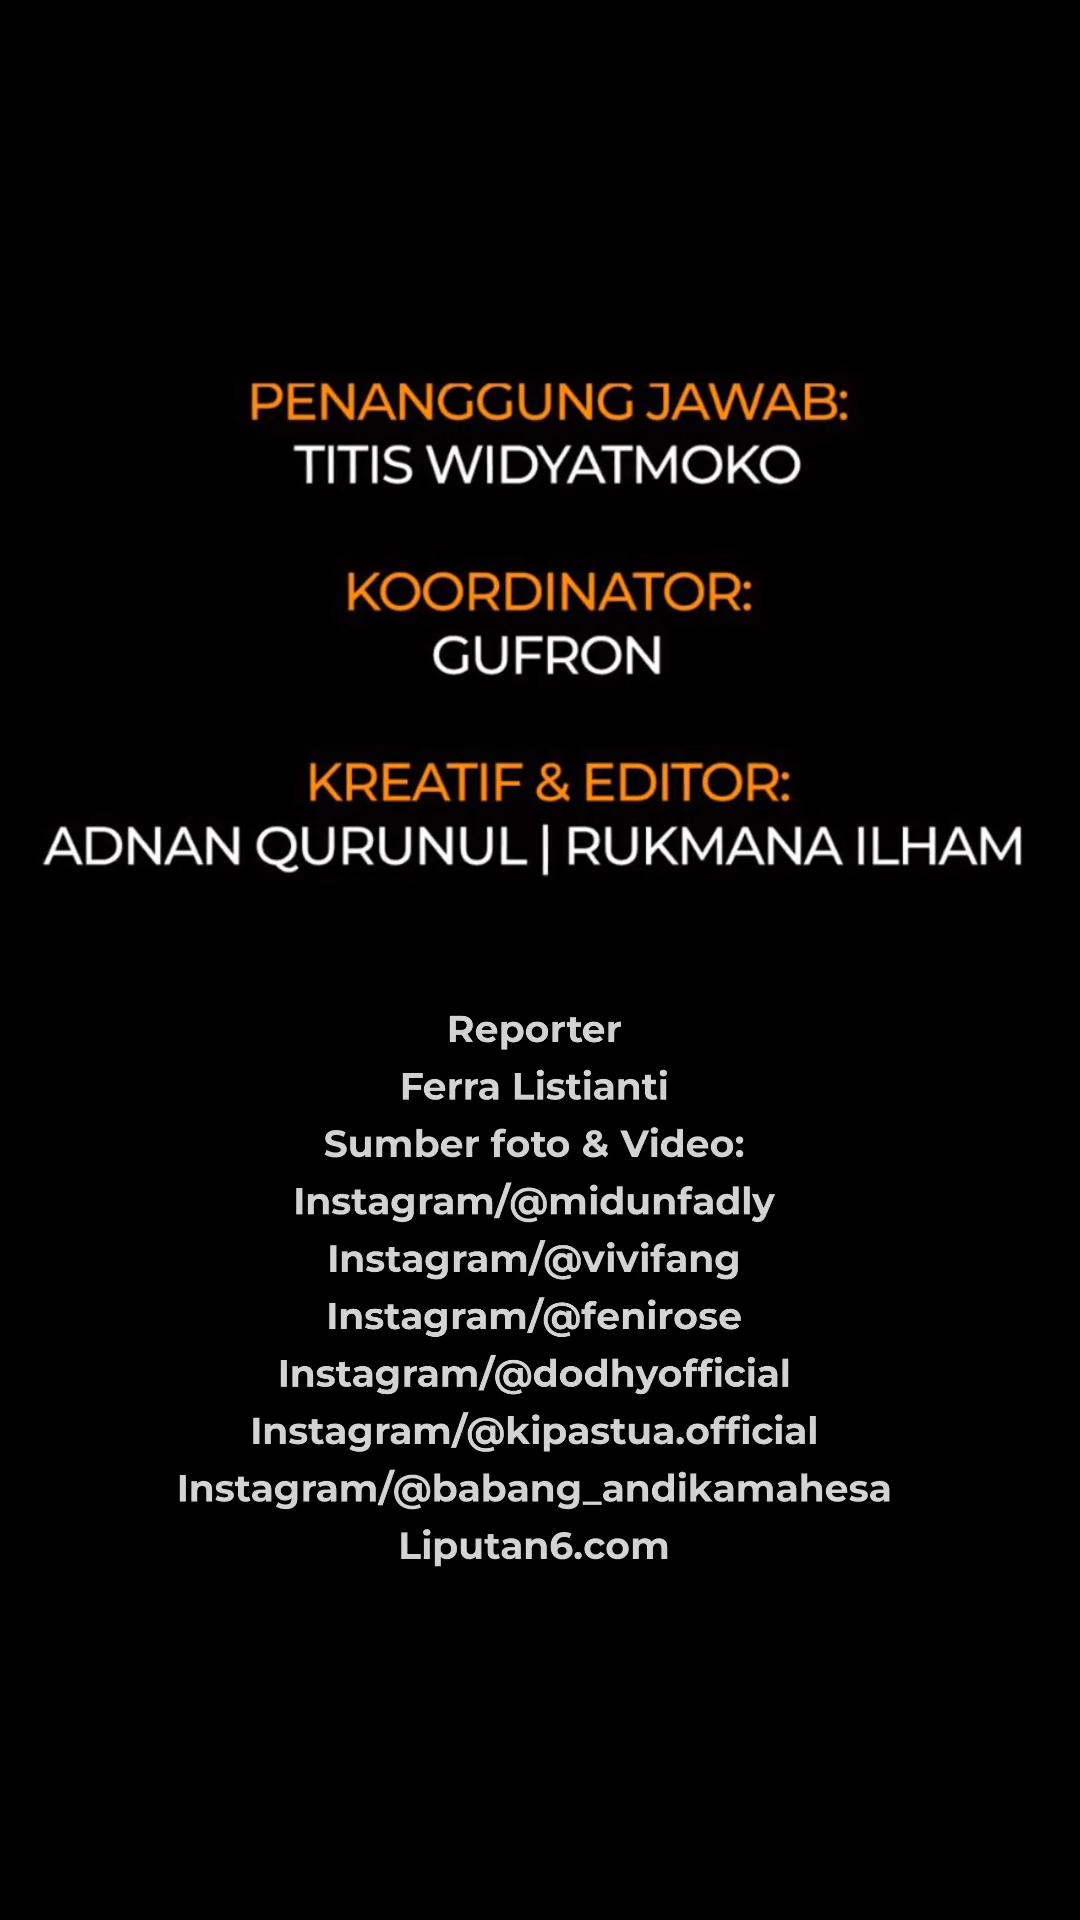 PENANGGUNG JAWAB:
TITIS WIDYATMOKO
KOORDINATOR:
GUFRON
KREATIF & EDITOR:
ADNAN QURUNUL | RUKMANA ILHAM
Reporter
Ferra Listianti
Sumber foto & Video:
Instagram/@midunfadly
Instagram/@vivifang
Instagram/@fenirose
Instagram/@dodhyofficial
Instagram/@kipastua.official
Instagram/@babang_andikamahesa
Liputan6.com